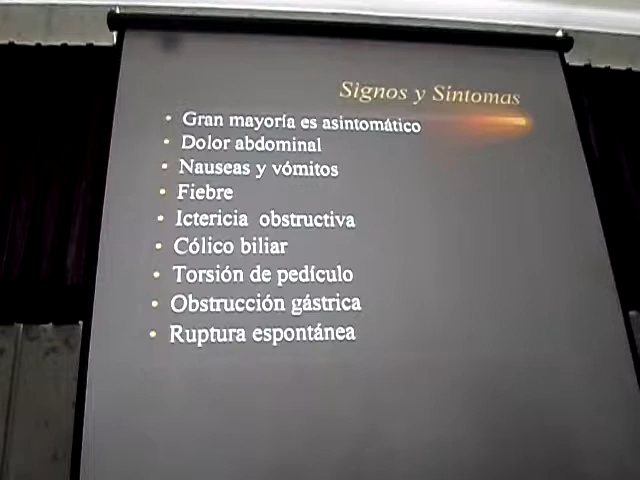 Signos y Síntomas
• Gran mayoría es asintomático
• Dolor abdominal
• Nauseas y vómitos
• Fiebre
• Ictericia obstructiva
• Cólico biliar
• Torsión de pedículo
• Obstrucción gástrica
• Ruptura espontánea